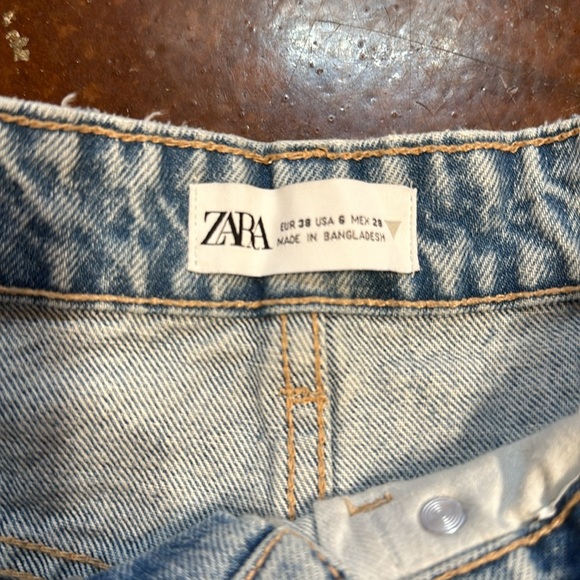 ZARA
EUR 38 USA 6 MEX 28
MADE IN BANGLADESH